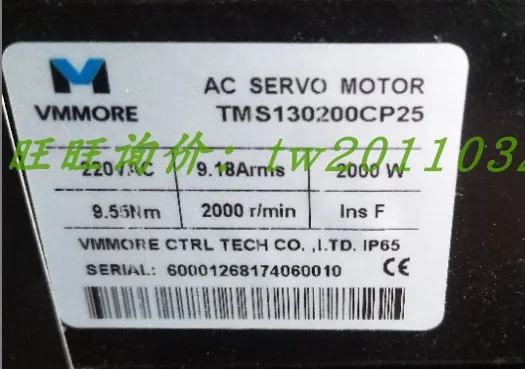 AC SERVO MOTOR
VMMORE
TMS130200CP25
旺旺询价: tw2011032
220VAC 9.18Arms 2000 W
9.55Nm 2000 r/min Ins F
VMMORE CTRL TECH CO. ,LTD. IP65
SERIAL: 60001268174060010 CE